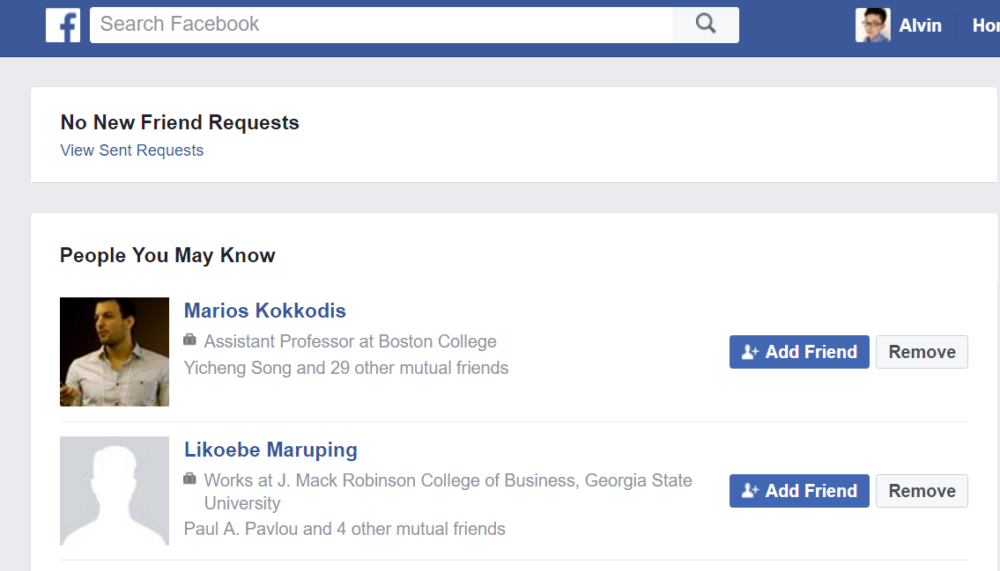 Search Facebook
Alvin
No New Friend Requests
View Sent Requests
People You May Know
Marios Kokkodis
Assistant Professor at Boston College
Yicheng Song and 29 other mutual friends
Add Friend
Remove
Likoebe Maruping
Works at J. Mack Robinson College of Business, Georgia State
University
Paul A. Pavlou and 4 other mutual friends
Add Friend
Remove